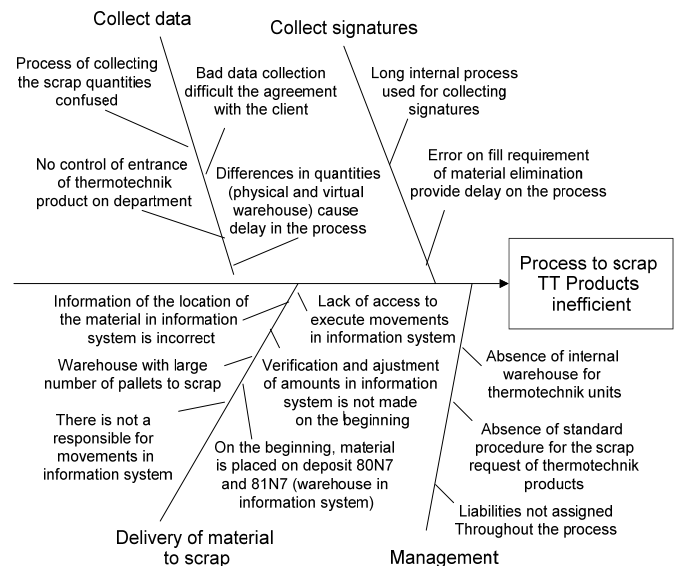 Collect data
Process of collecting
the scrap quantities
confused
Bad data collection
difficult the agreement
with the client
No control of entrance
of thermotechnik
product on department
Differences in quantities
(physical and virtual
warehouse) cause
delay in the process
Collect signatures
Long internal process
used for collecting
signatures
Error on fill requirement
of material elimination
provide delay on the process
Process to scrap
TT Products
inefficient
Information of the location of
the material in information
system is incorrect
Lack of access to
execute movements
in information system
Warehouse with large
number of pallets to scrap
Verification and ajustment
of amounts in information
system is not made
on the beginning
There is not a
responsible for
movements in
information system
On the beginning, material
is placed on deposit 80N7
and 81N7 (warehouse in
information system)
Delivery of material
to scrap
Absence of internal
warehouse for
thermotechnik units
Absence of standard
procedure for the scrap
request of thermotechnik
products
Liabilities not assigned
Throughout the process
Management